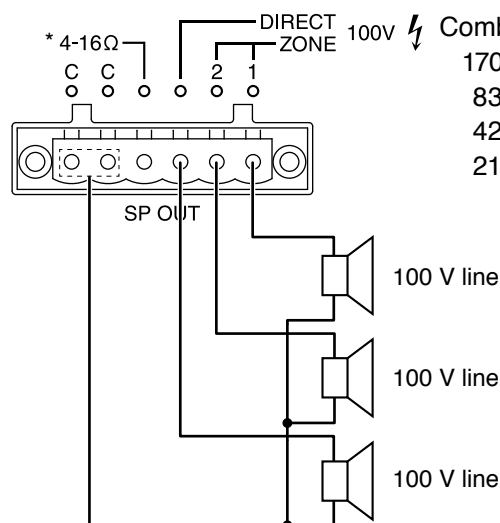 DIRECT
* 4-16Ω ZONE 100V Comb
C C 2 1 170
83
42
21
SP OUT
100 V line
100 V line
100 V line